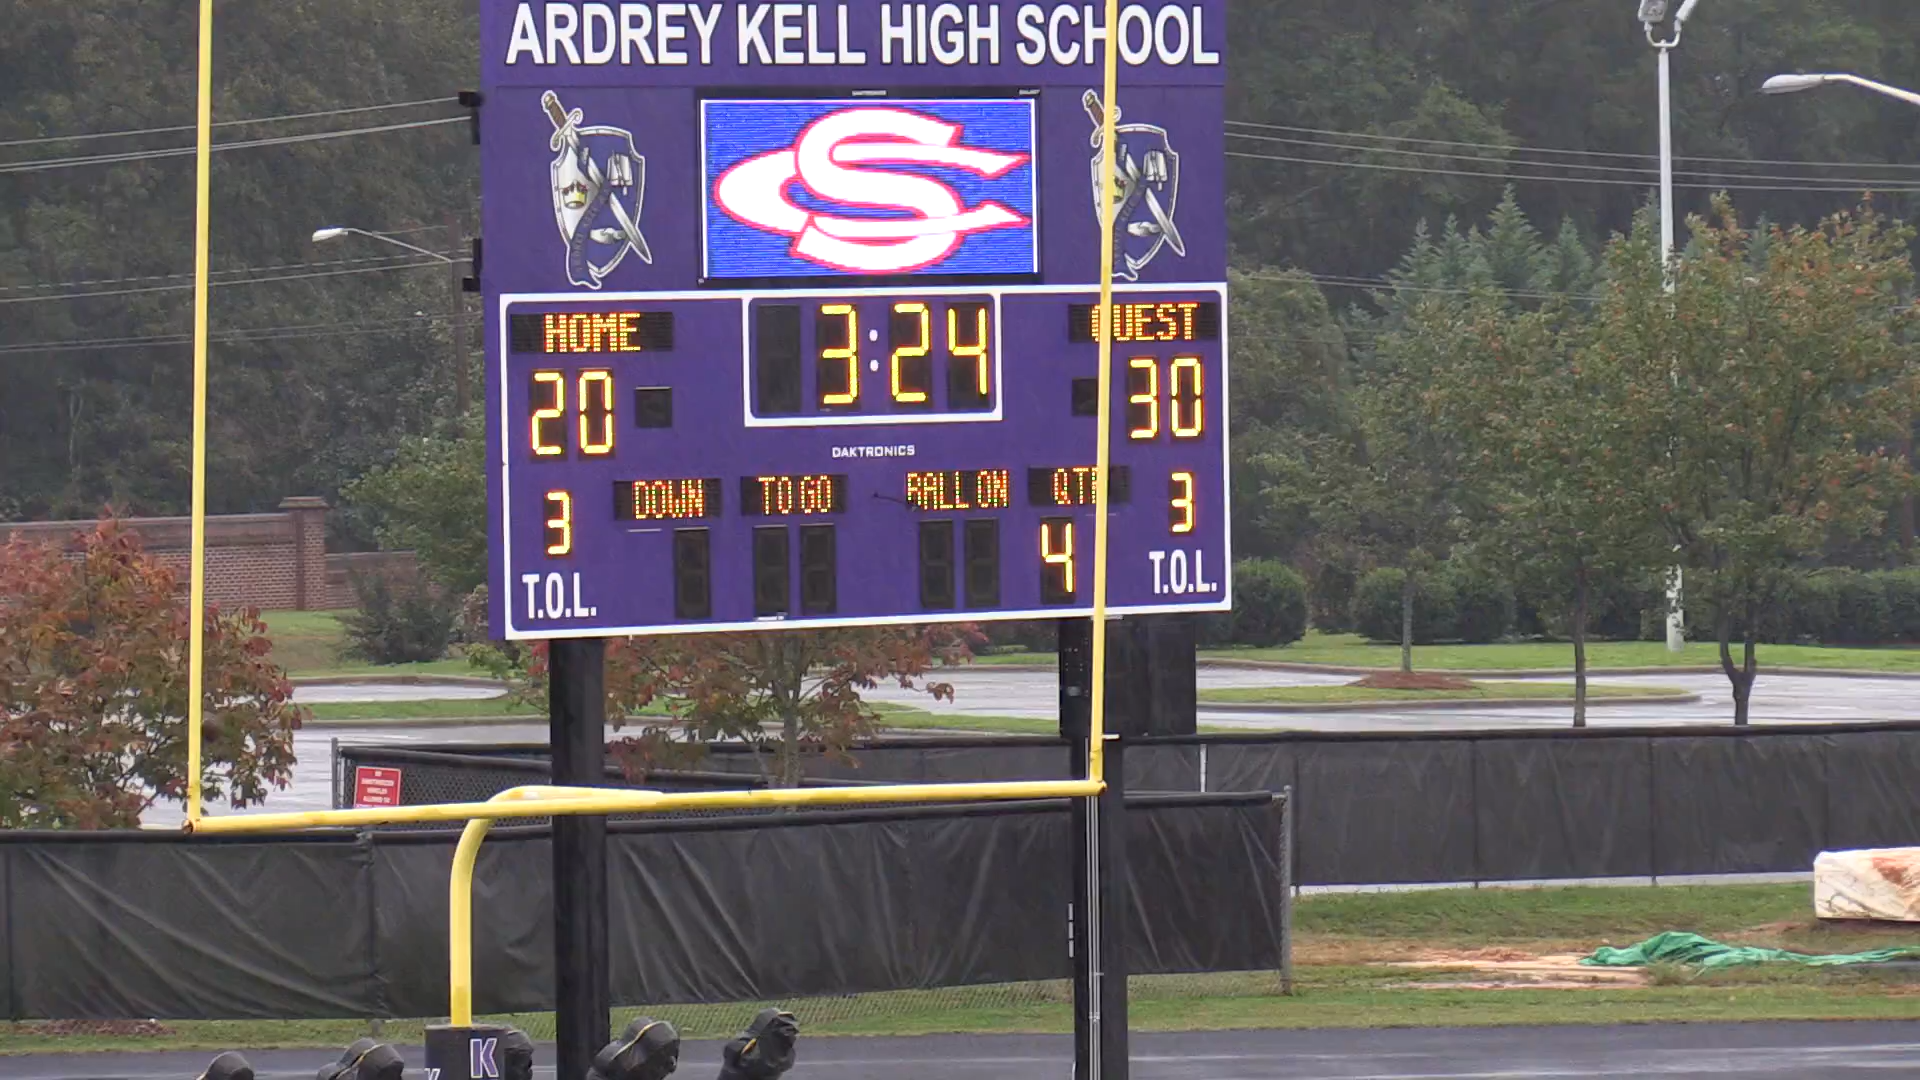 ARDREY KELL HIGH SCHOOL
SC
HOME 3:24 GUEST
20 30
DAKTRONICS
DOWN TO GO BALL ON QTR
3 4 3
T.O.L. T.O.L.
K